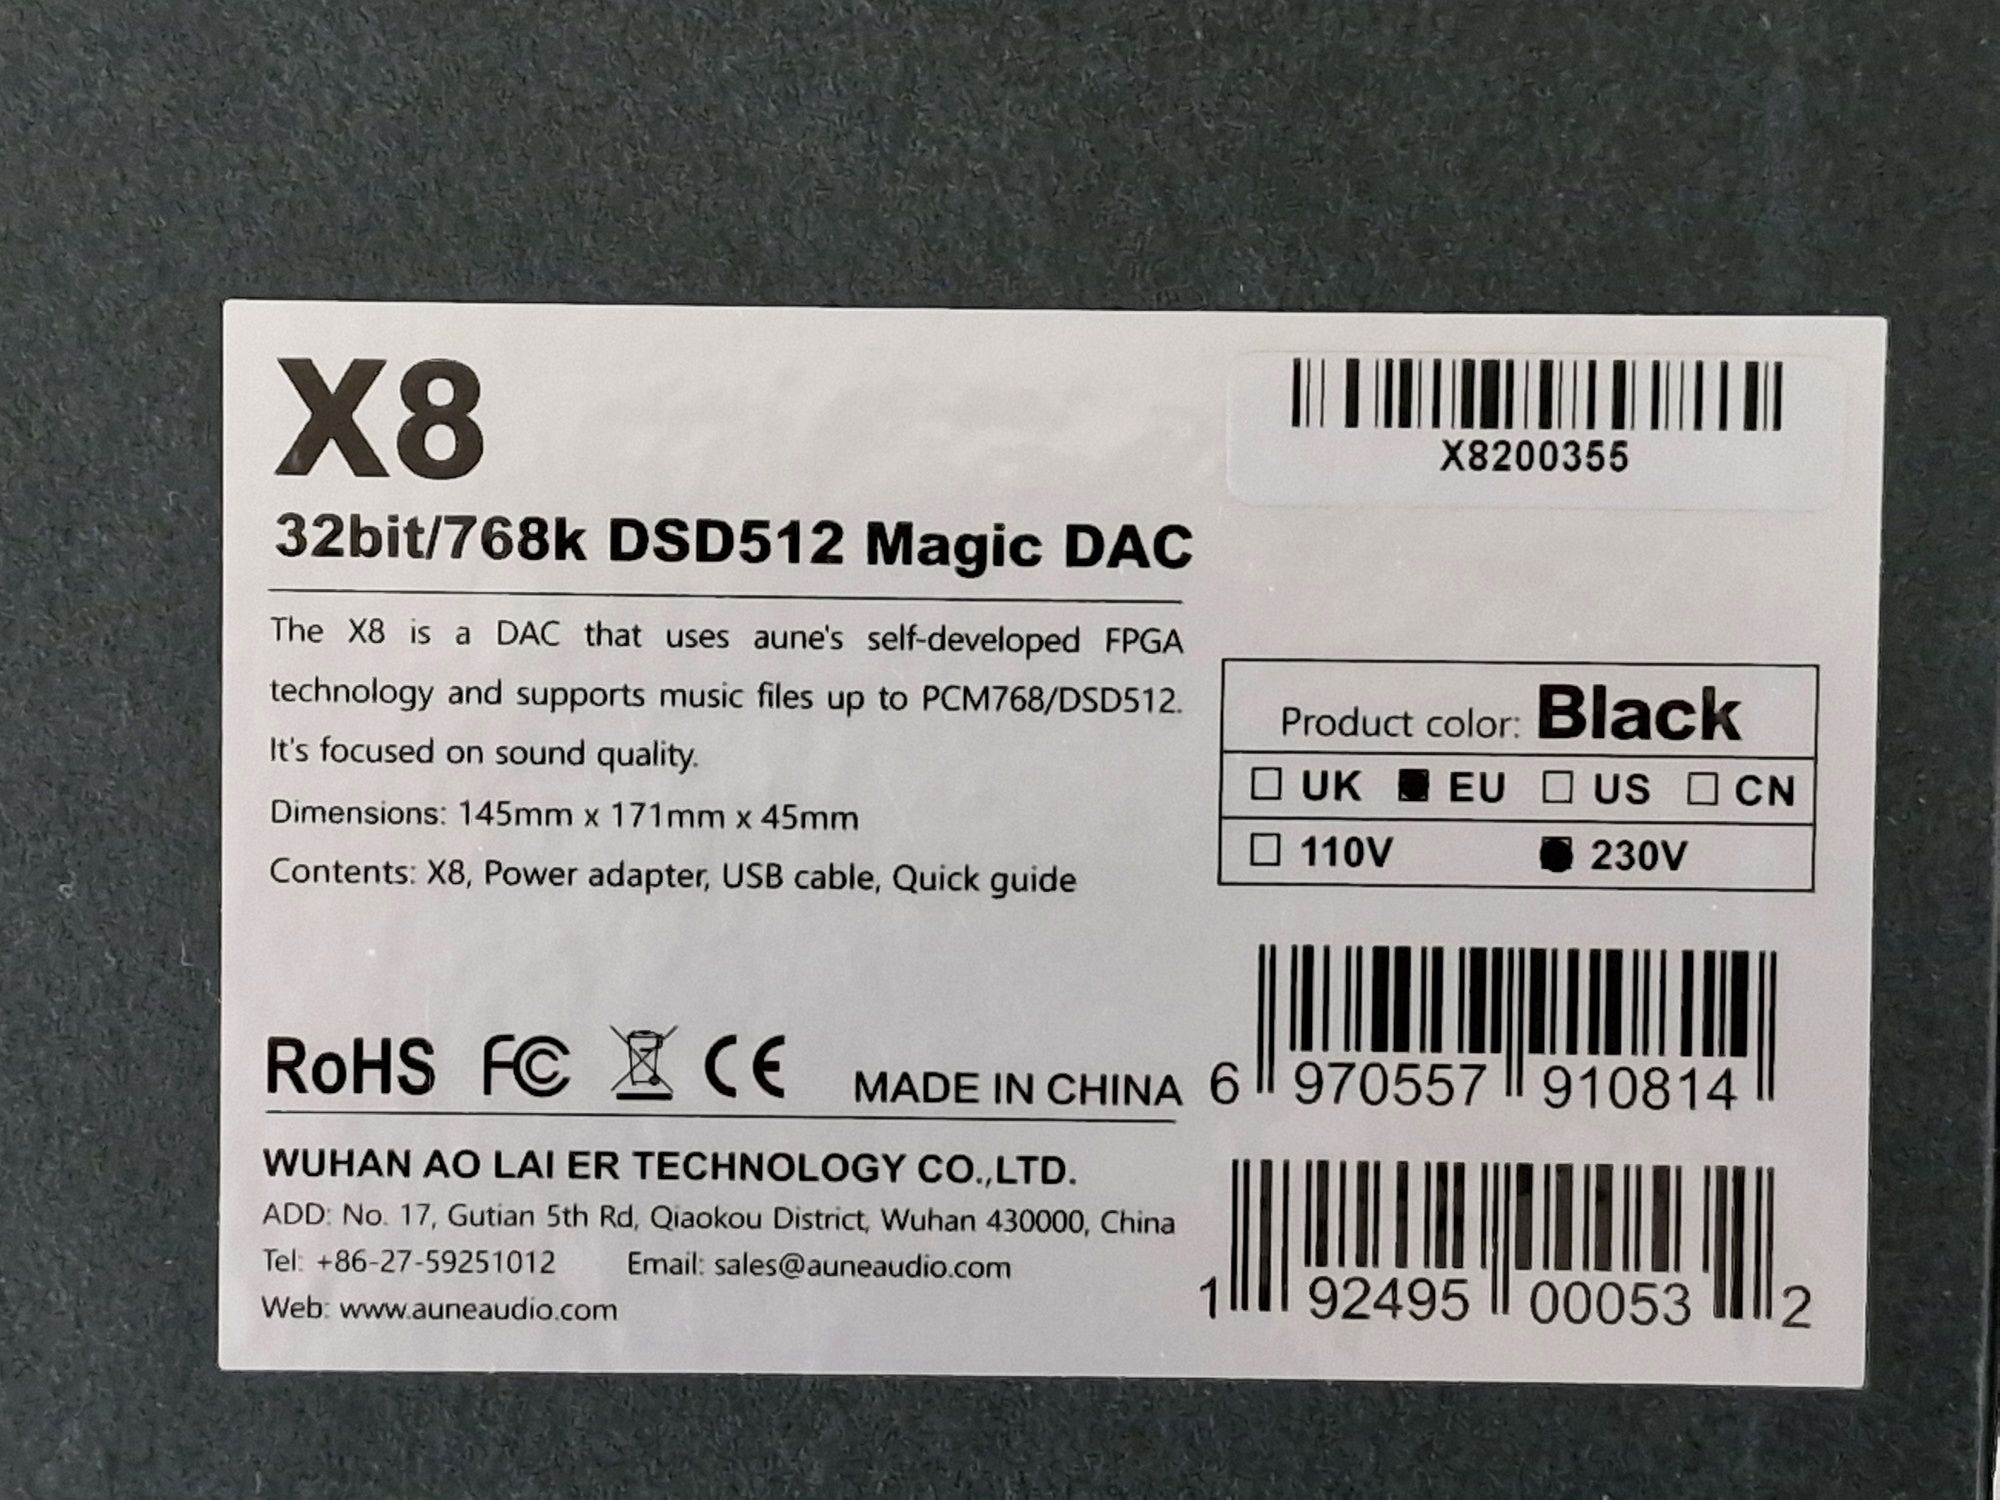 X8
X8200355
32bit/768k DSD512 Magic DAC
The X8 is a DAC that uses aune's self-developed FPGA
technology and supports music files up to PCM768/DSD512.
It's focused on sound quality.
Dimensions: 145mm x 171mm x 45mm
Contents: X8, Power adapter, USB cable, Quick guide
Product color: Black
UK EU US CN
110V 230V
RoHS FC CE MADE IN CHINA
6 970557 910814
WUHAN AO LAI ER TECHNOLOGY CO.,LTD.
ADD: No. 17, Gutian 5th Rd, Qiaokou District, Wuhan 430000, China
Tel: +86-27-59251012 Email: sales@auneaudio.com
Web: www.auneaudio.com
1 92495 00053 2